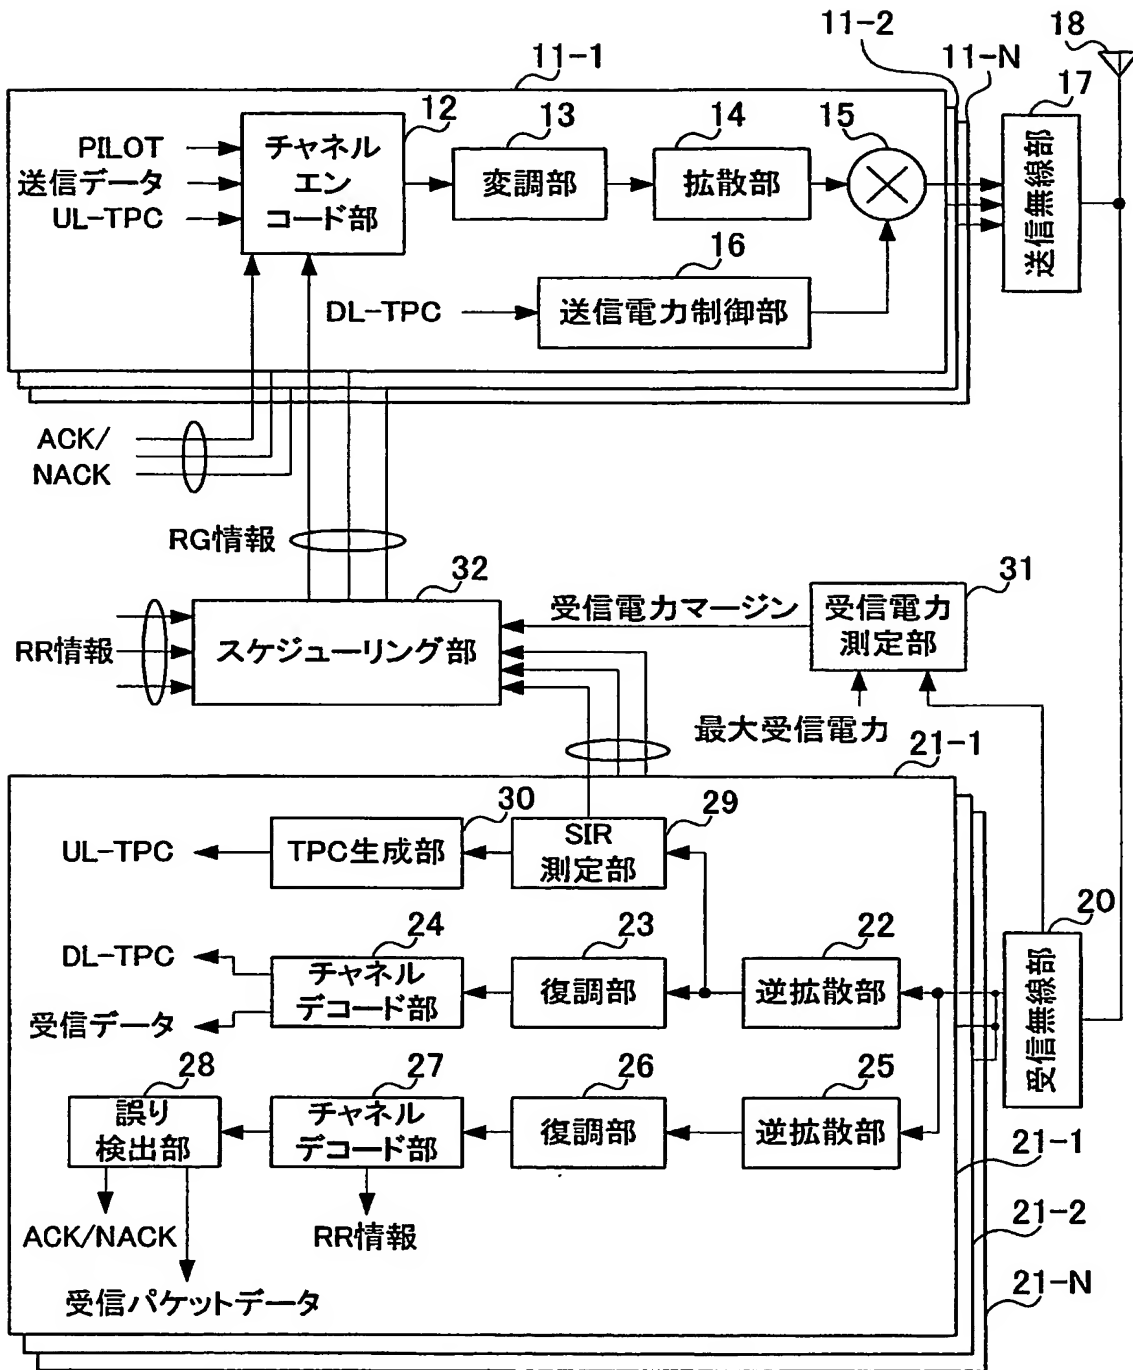 11-2
18
11-1
11-N
17
12
13
14
15
PILOT
送信データ
UL-TPC
チャネル
エン
コード部
変調部
拡散部
送信無線部
16
DL-TPC
送信電力制御部
ACK/
NACK
RG情報
32
31
受信電力マージン
受信電力
測定部
RR情報
スケジューリング部
最大受信電力
21-1
30
29
UL-TPC
TPC生成部
SIR
測定部
20
24
23
22
DL-TPC
受信データ
チャネル
デコード部
復調部
逆拡散部
受信無線部
28
27
26
25
誤り
検出部
チャネル
デコード部
復調部
逆拡散部
21-1
ACK/NACK
RR情報
21-2
受信パケットデータ
21-N